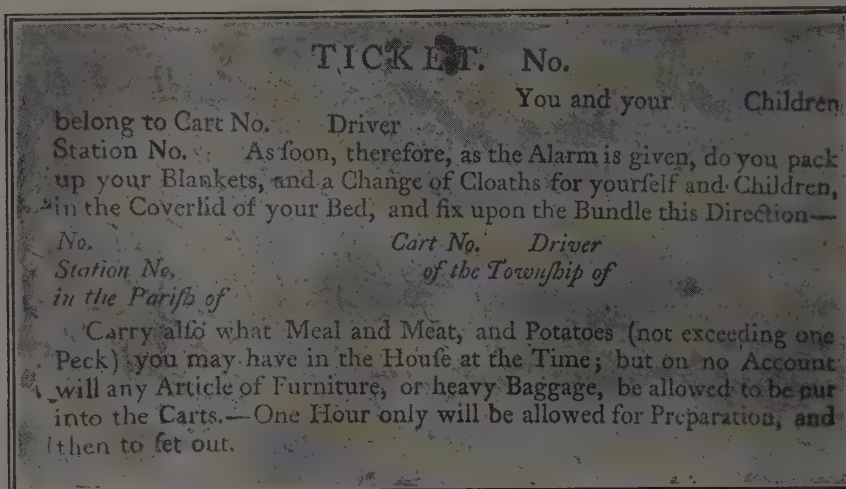 TICKET. No.
You and your Children
belong to Cart No. Driver
Station No. As ſoon, therefore, as the Alarm is given, do you pack
up your Blankets, and a Change of Cloaths for yourſelf and Children,
in the Coverlid of your Bed, and fix upon the Bundle this Direction—
No. Cart No. Driver
Station No. of the Townſhip of
in the Pariſh of
Carry alſo what Meal and Meat, and Potatoes (not exceeding one
Peck) you may have in the Houſe at the Time; but on no Account
will any Article of Furniture, or heavy Baggage, be allowed to be put
into the Carts.—One Hour only will be allowed for Preparation, and
then to ſet out.